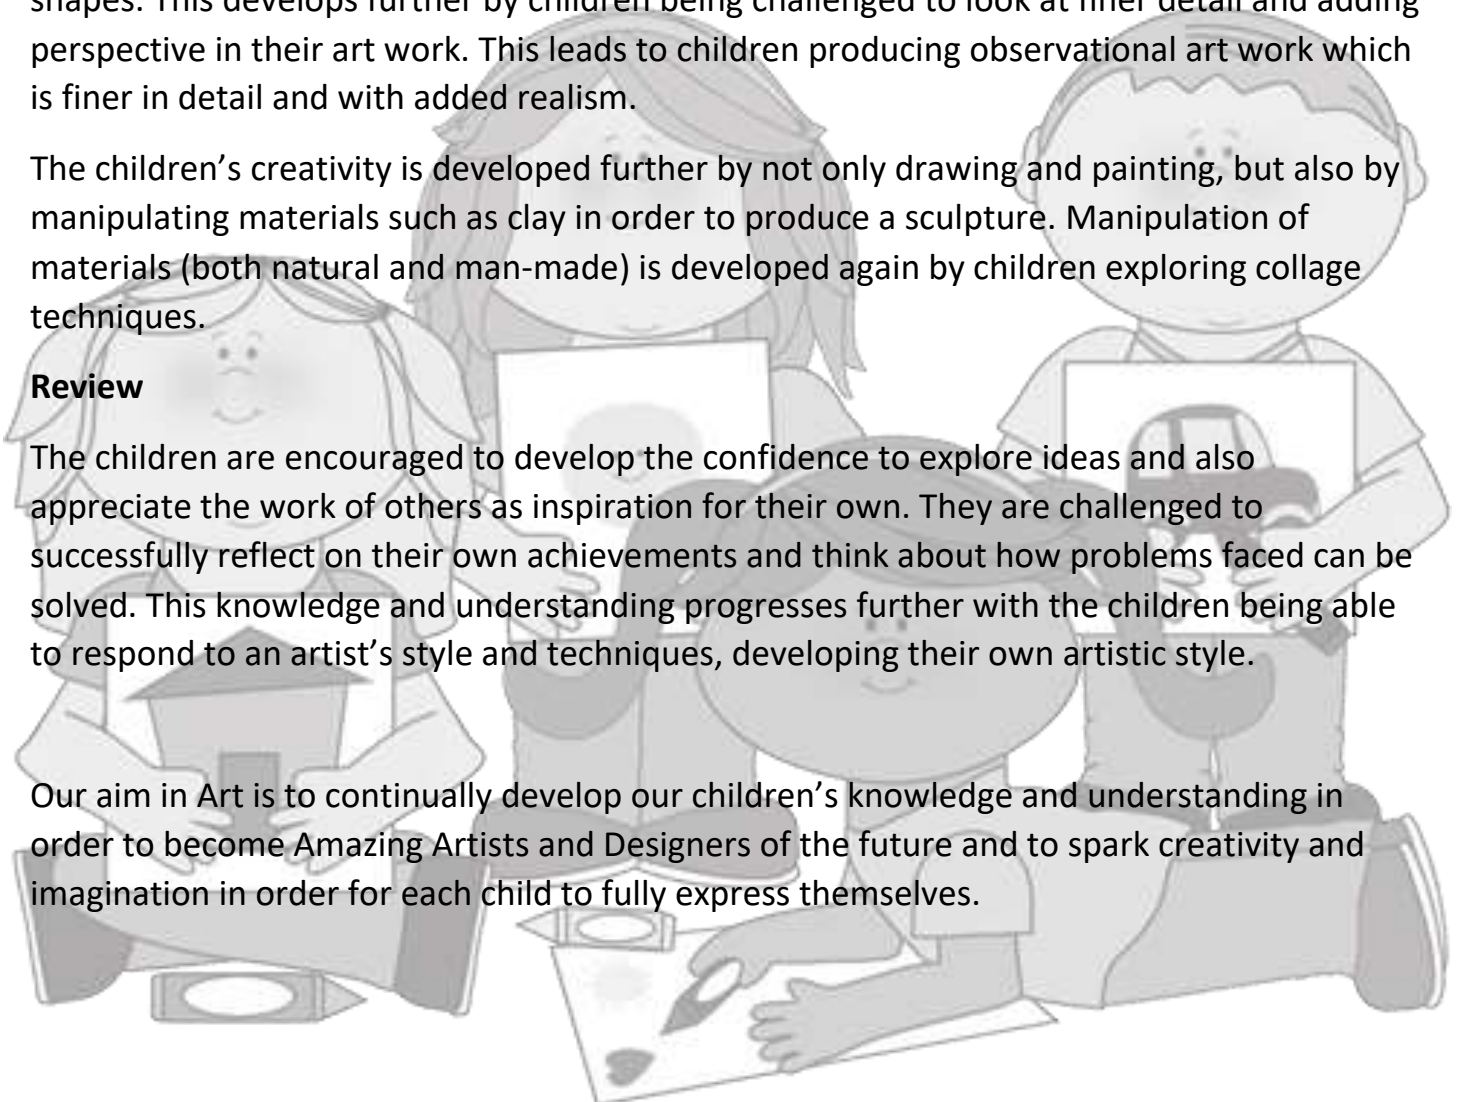 shapes. This develops further by children being challenged to look at finer detail and adding
perspective in their art work. This leads to children producing observational art work which
is finer in detail and with added realism.
The children’s creativity is developed further by not only drawing and painting, but also by
manipulating materials such as clay in order to produce a sculpture. Manipulation of
materials (both natural and man-made) is developed again by children exploring collage
techniques.
Review
The children are encouraged to develop the confidence to explore ideas and also
appreciate the work of others as inspiration for their own. They are challenged to
successfully reflect on their own achievements and think about how problems faced can be
solved. This knowledge and understanding progresses further with the children being able
to respond to an artist’s style and techniques, developing their own artistic style.
Our aim in Art is to continually develop our children’s knowledge and understanding in
order to become Amazing Artists and Designers of the future and to spark creativity and
imagination in order for each child to fully express themselves.